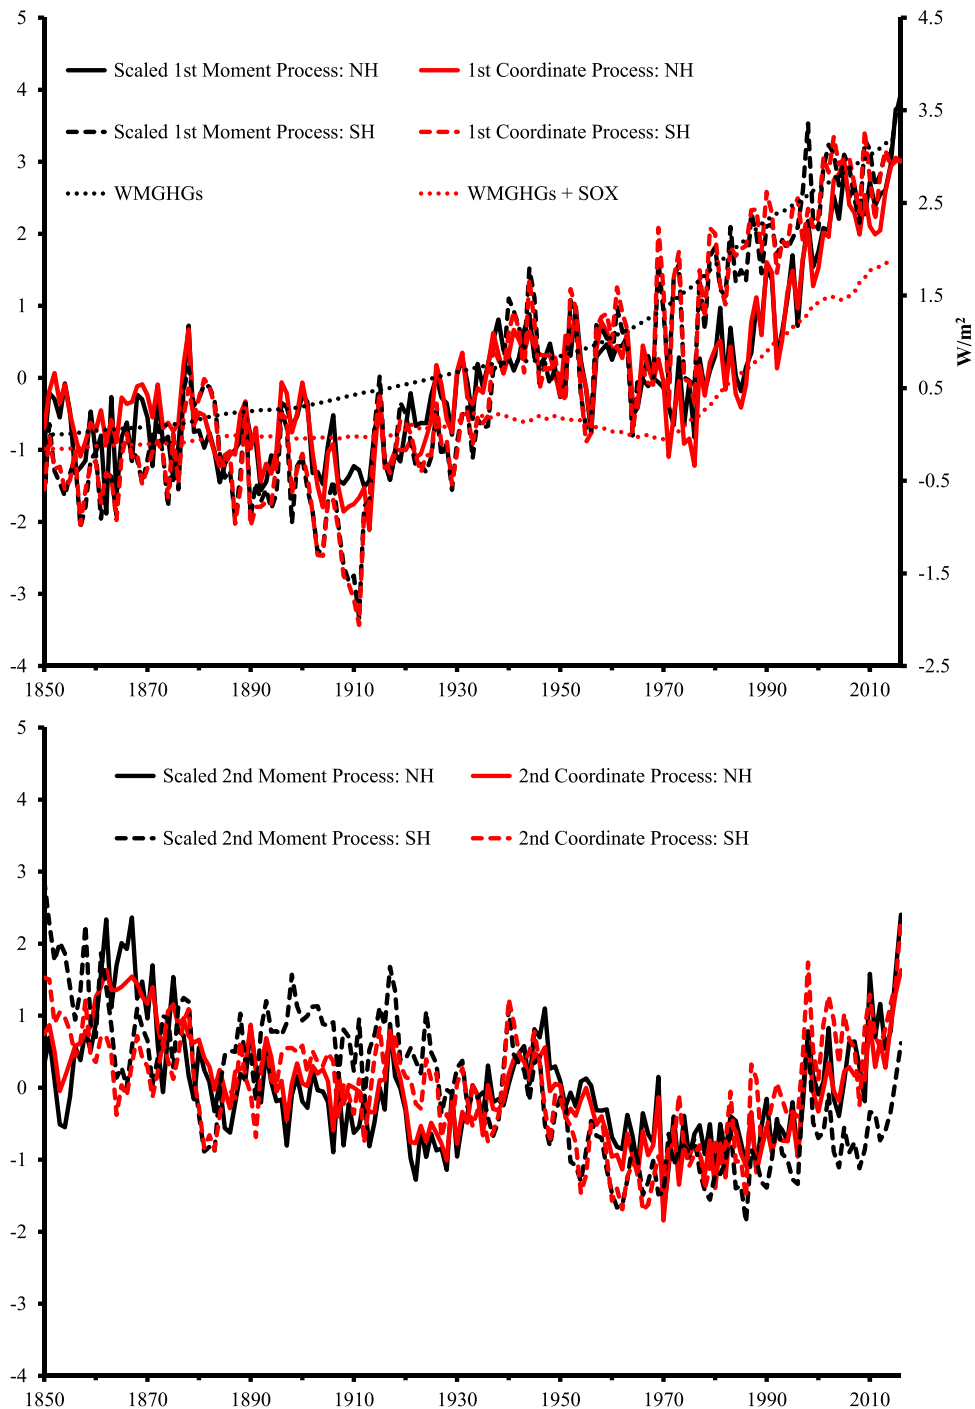 5
4.5
Scaled 1st Moment Process: NH
1st Coordinate Process: NH
4
3.5
Scaled 1st Moment Process: SH
1st Coordinate Process: SH
3
WMGHGs
WMGHGs + SOX
2.5
2
1
1.5
W/m²
0
0.5
-1
-0.5
-2
-1.5
-3
-4
-2.5
1850 1870 1890 1910 1930 1950 1970 1990 2010
5
Scaled 2nd Moment Process: NH
2nd Coordinate Process: NH
4
Scaled 2nd Moment Process: SH
2nd Coordinate Process: SH
3
2
1
0
-1
-2
-3
-4
1850 1870 1890 1910 1930 1950 1970 1990 2010